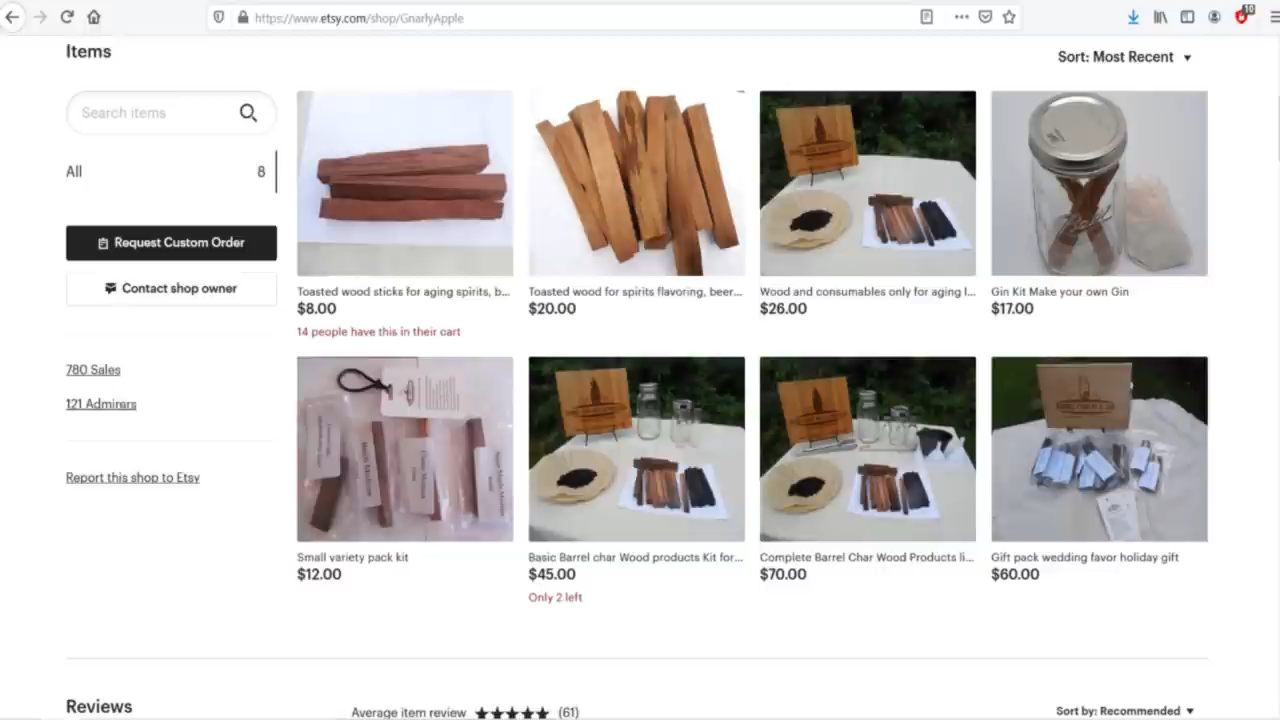 https://www.etsy.com/shop/GnarlyApple
10
Items
Sort: Most Recent
Search items
All
8
Request Custom Order
Contact shop owner
780 Sales
121 Admirers
Report this shop to Etsy
Toasted wood sticks for aging spirits, b...
$8.00
14 people have this in their cart
Toasted wood for spirits flavoring, beer...
$20.00
Wood and consumables only for aging l...
$26.00
Gin Kit Make your own Gin
$17.00
Small variety pack kit
$12.00
Basic Barrel char Wood products Kit for...
$45.00
Only 2 left
Complete Barrel Char Wood Products li...
$70.00
Gift pack wedding favor holiday gift
$60.00
Reviews
Average item review
(61)
Sort by: Recommended